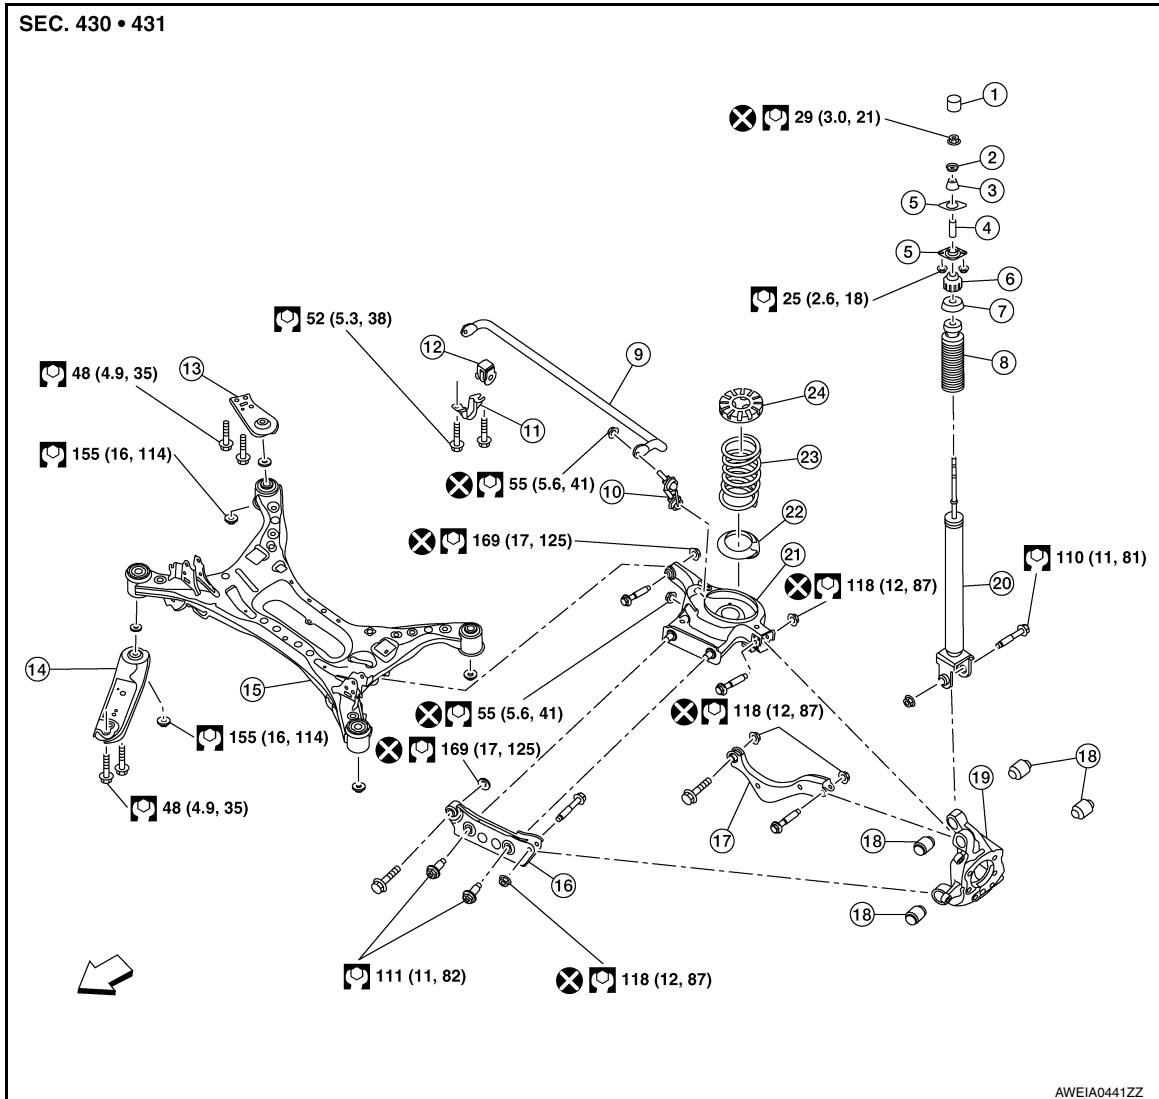 SEC. 430 • 431
1
29 (3.0, 21)
2
3
5
4
5
6
25 (2.6, 18)
7
52 (5.3, 38)
12
9
8
13
48 (4.9, 35)
24
11
155 (16, 114)
23
55 (5.6, 41)
10
22
169 (17, 125)
21
110 (11, 81)
118 (12, 87)
20
14
15
55 (5.6, 41)
118 (12, 87)
155 (16, 114)
169 (17, 125)
18
19
48 (4.9, 35)
17
18
16
18
111 (11, 82)
118 (12, 87)
AWEIA0441ZZ